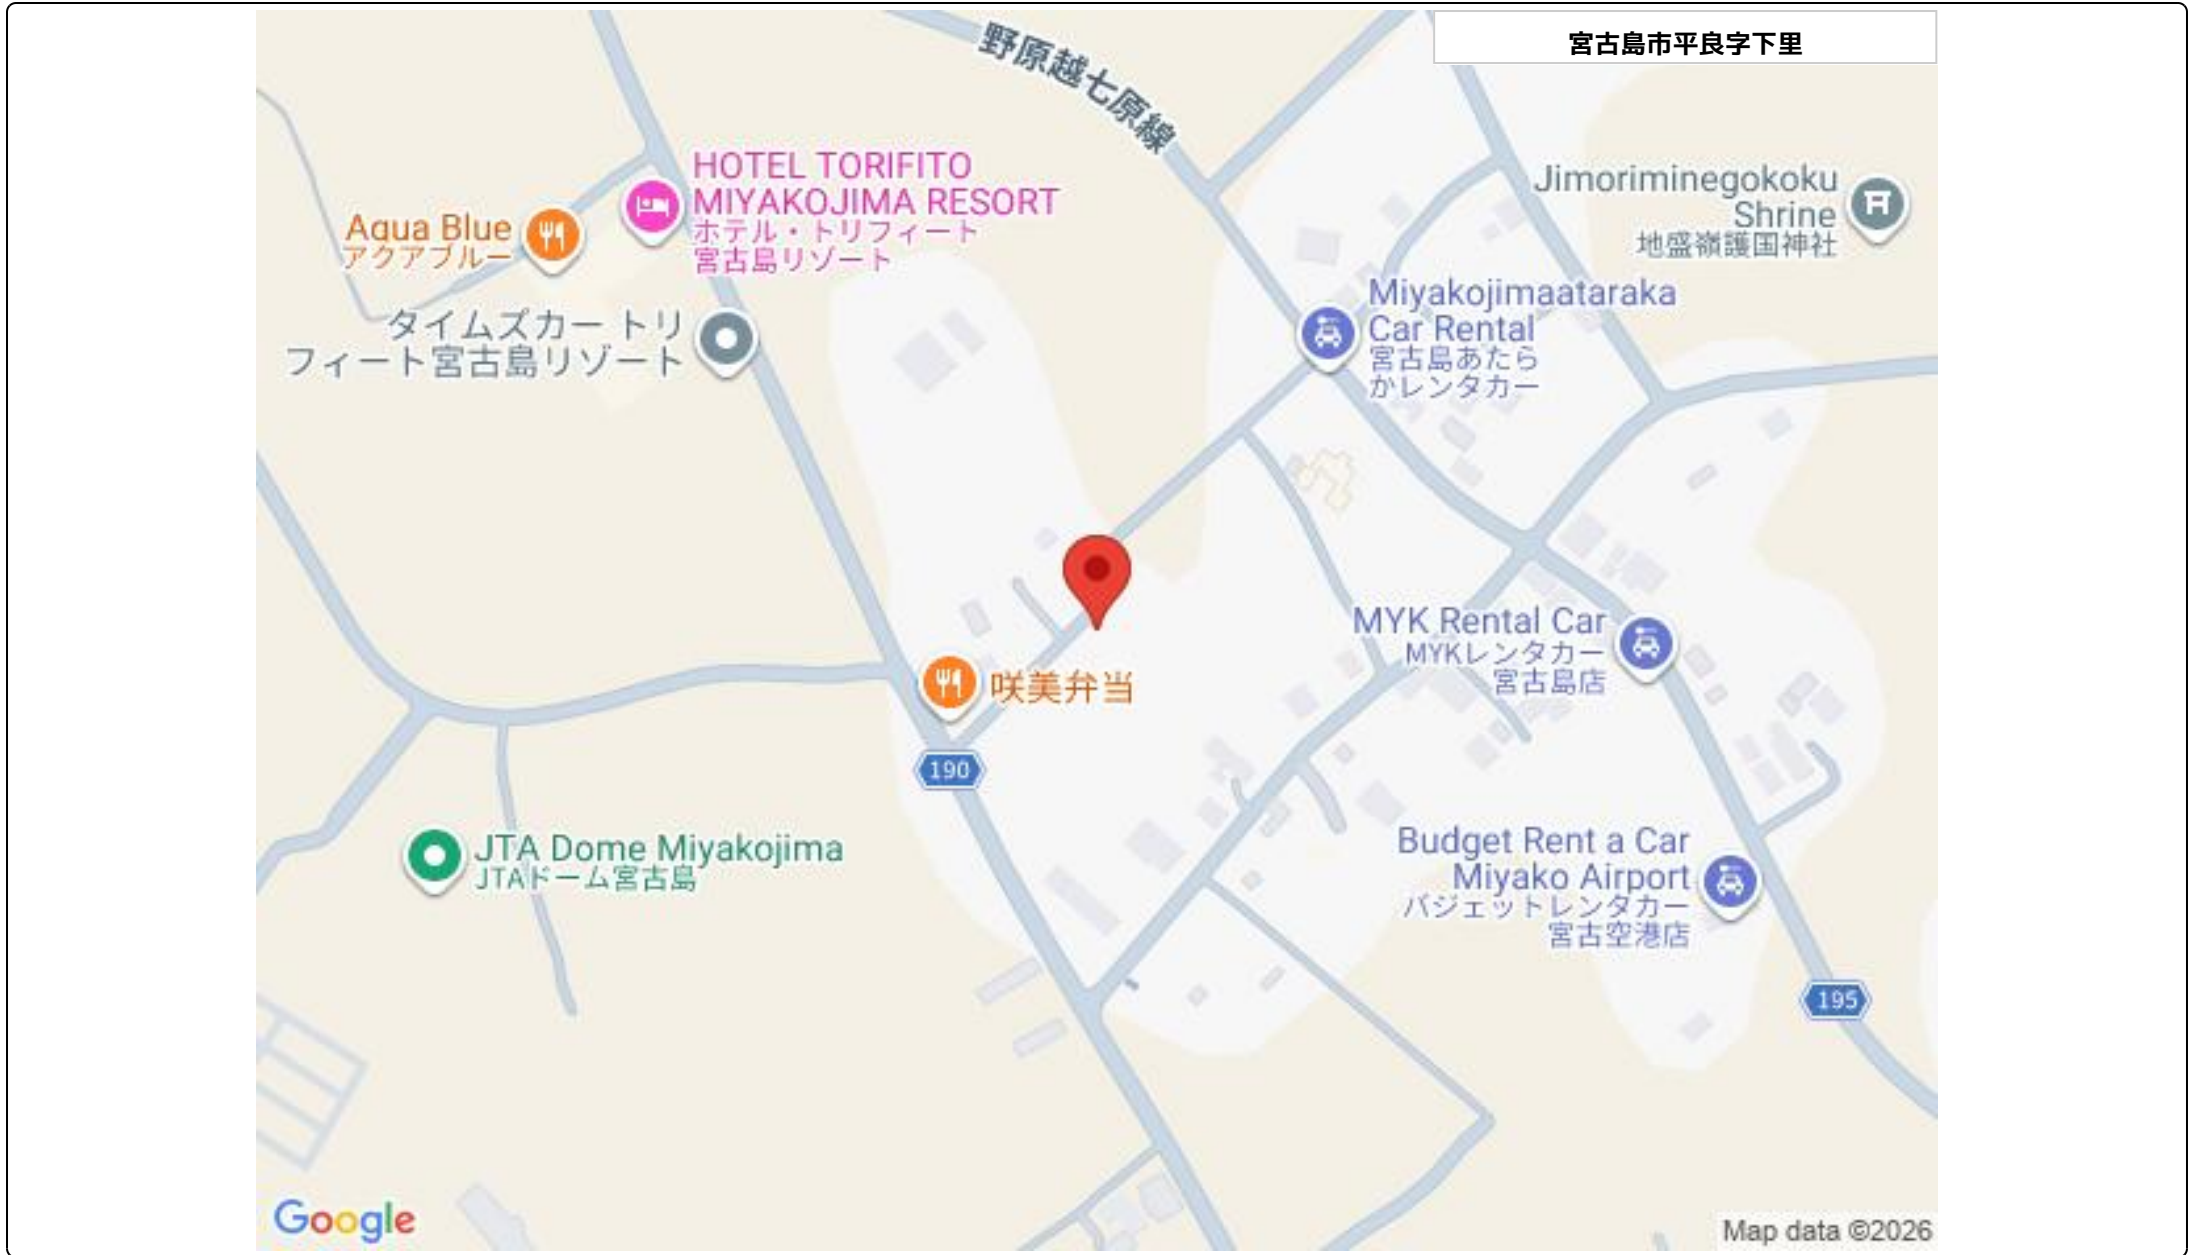 宮古島市平良字下里
野原越七原線
HOTEL TORIFITO
MIYAKOJIMA RESORT
ホテル・トリフィート
宮古島リゾート
Jimoriminegokoku
Shrine
地盛嶺護国神社
Aqua Blue
アクアブルー
タイムズカー トリ
フィート宮古島リゾート
Miyakojimaataraka
Car Rental
宮古島あたら
かレンタカー
MYK Rental Car
MYKレンタカー
宮古島店
咲美弁当
190
JTA Dome Miyakojima
JTAドーム宮古島
Budget Rent a Car
Miyako Airport
バジェットレンタカー
宮古空港店
195
Google
Map data ©2026